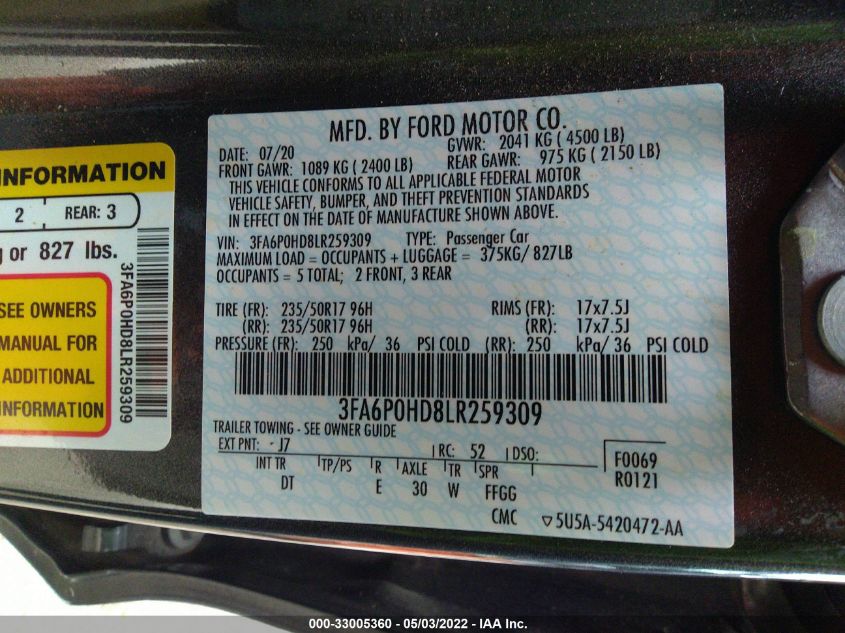 MFD. BY FORD MOTOR CO.
DATE: 07/20 GVWR: 2041 KG ( 4500 LB)
FRONT GAWR: 1089 KG ( 2400 LB) REAR GAWR: 975 KG ( 2150 LB)
THIS VEHICLE CONFORMS TO ALL APPLICABLE FEDERAL MOTOR
VEHICLE SAFETY, BUMPER, AND THEFT PREVENTION STANDARDS
IN EFFECT ON THE DATE OF MANUFACTURE SHOWN ABOVE.
VIN: 3FA6P0HD8LR259309 TYPE: Passenger Car
MAXIMUM LOAD = OCCUPANTS + LUGGAGE = 375KG/ 827LB
OCCUPANTS = 5 TOTAL; 2 FRONT, 3 REAR
TIRE (FR): 235/50R17 96H RIMS (FR): 17x7.5J
(RR): 235/50R17 96H (RR): 17x7.5J
PRESSURE (FR): 250 kPa/ 36 PSI COLD (RR): 250 kPa/ 36 PSI COLD
3FA6P0HD8LR259309
TRAILER TOWING - SEE OWNER GUIDE
EXT PNT: J7 RC: 52 DSO:
INT TR TP/PS R AXLE TR SPR
DT E 30 W FFGG
F0069
R0121
CMC ▽5U5A-5420472-AA
INFORMATION
2 REAR: 3
g or 827 lbs.
SEE OWNERS
MANUAL FOR
ADDITIONAL
INFORMATION
3FA6P0HD8LR259309
000-33005360 - 05/03/2022 - IAA Inc.